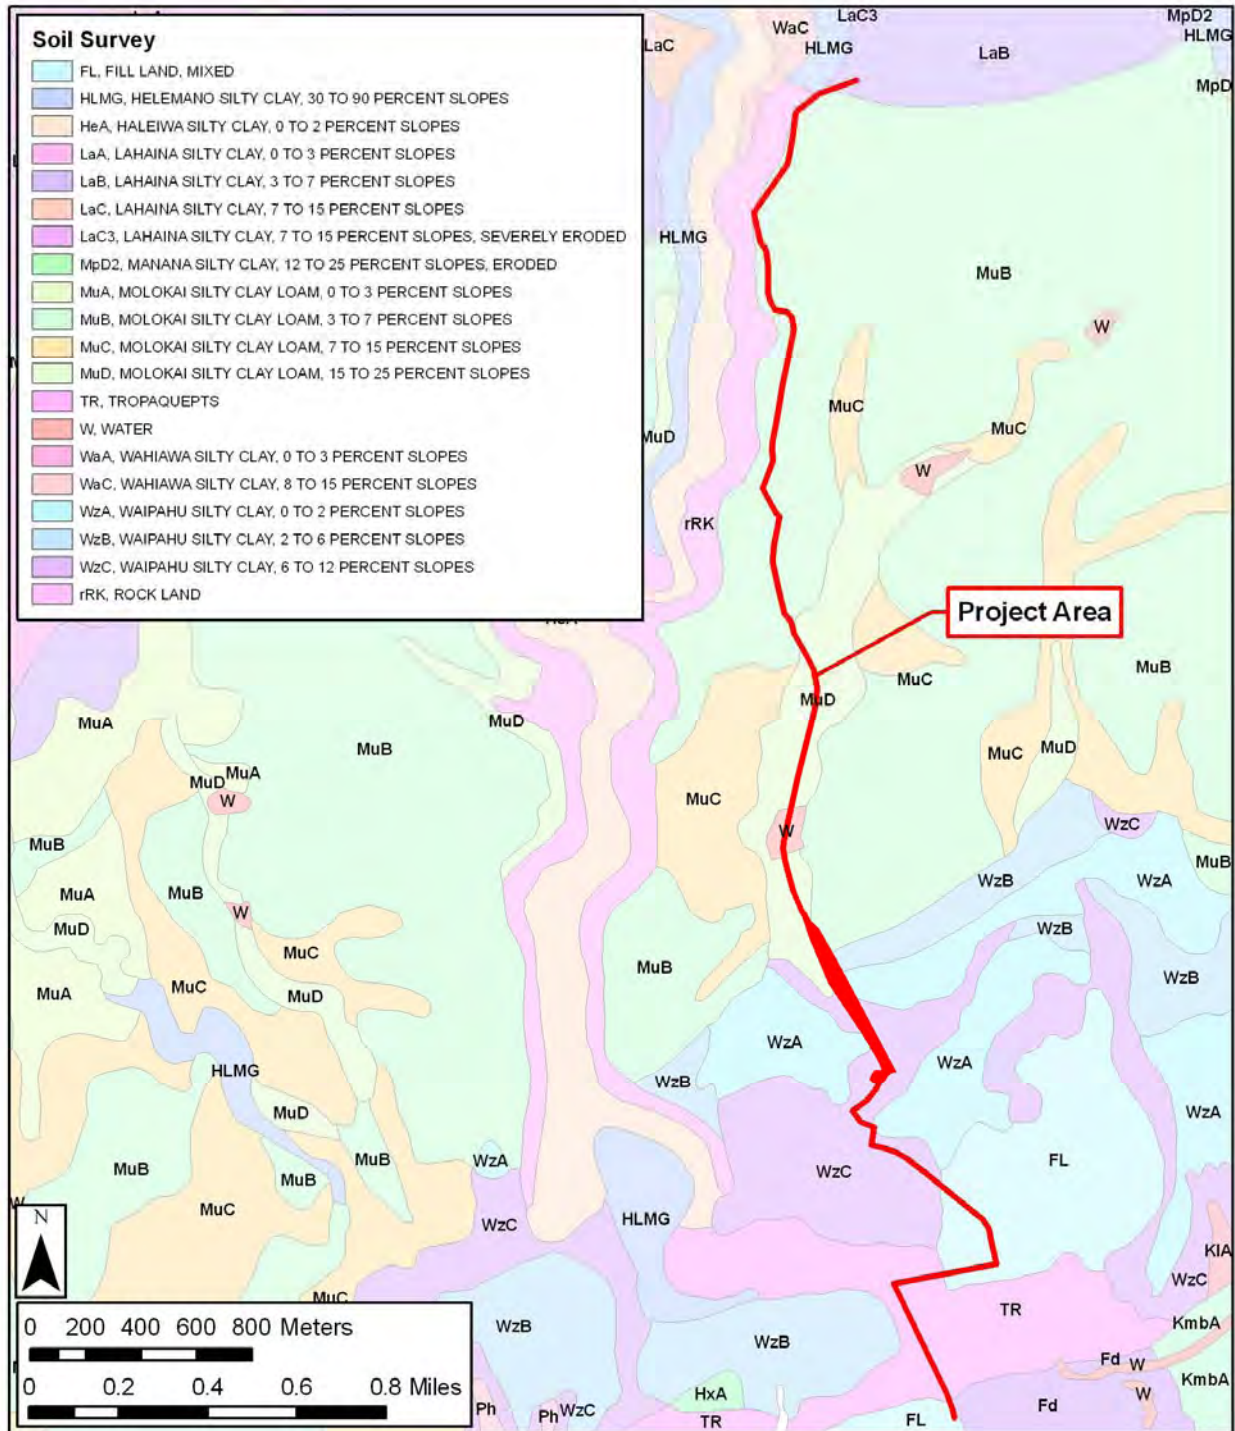 LaC3
MpD2
WaC
HLMG
LaC
HLMG
LaB
MpD
Soil Survey
FL, FILL LAND, MIXED
HLMG, HELEMANO SILTY CLAY, 30 TO 90 PERCENT SLOPES
HeA, HALEIWA SILTY CLAY, 0 TO 2 PERCENT SLOPES
LaA, LAHAINA SILTY CLAY, 0 TO 3 PERCENT SLOPES
LaB, LAHAINA SILTY CLAY, 3 TO 7 PERCENT SLOPES
LaC, LAHAINA SILTY CLAY, 7 TO 15 PERCENT SLOPES
LaC3, LAHAINA SILTY CLAY, 7 TO 15 PERCENT SLOPES, SEVERELY ERODED
MpD2, MANANA SILTY CLAY, 12 TO 25 PERCENT SLOPES, ERODED
MuA, MOLOKAI SILTY CLAY LOAM, 0 TO 3 PERCENT SLOPES
MuB, MOLOKAI SILTY CLAY LOAM, 3 TO 7 PERCENT SLOPES
MuC, MOLOKAI SILTY CLAY LOAM, 7 TO 15 PERCENT SLOPES
MuD, MOLOKAI SILTY CLAY LOAM, 15 TO 25 PERCENT SLOPES
TR, TROPAQUEPTS
W, WATER
WaA, WAHIAWA SILTY CLAY, 0 TO 3 PERCENT SLOPES
WaC, WAHIAWA SILTY CLAY, 8 TO 15 PERCENT SLOPES
WzA, WAIPAHU SILTY CLAY, 0 TO 2 PERCENT SLOPES
WzB, WAIPAHU SILTY CLAY, 2 TO 6 PERCENT SLOPES
WzC, WAIPAHU SILTY CLAY, 6 TO 12 PERCENT SLOPES
rRK, ROCK LAND
HLMG
MuB
W
MuC
MuC
MuD
W
rRK
Project Area
MuB
MuC
MuD
MuD
MuA
MuB
MuC
MuD
MuD
MuA
W
MuC
W
WzC
MuB
MuB
WzB
WzA
MuA
MuB
W
WzB
MuD
MuC
MuB
WzB
MuA
MuC
MuD
WzA
WzA
HLMG
WzB
MuD
WzA
MuB
MuB
WzA
WzC
FL
MuB
W
MuC
WzC
HLMG
KIA
WzC
N
MuC
TR
KmbA
0 200 400 600 800 Meters
WzB
WzB
Fd
W
KmbA
0 0.2 0.4 0.6 0.8 Miles
HxA
W
Ph
Ph
WzC
TR
FL
Fd